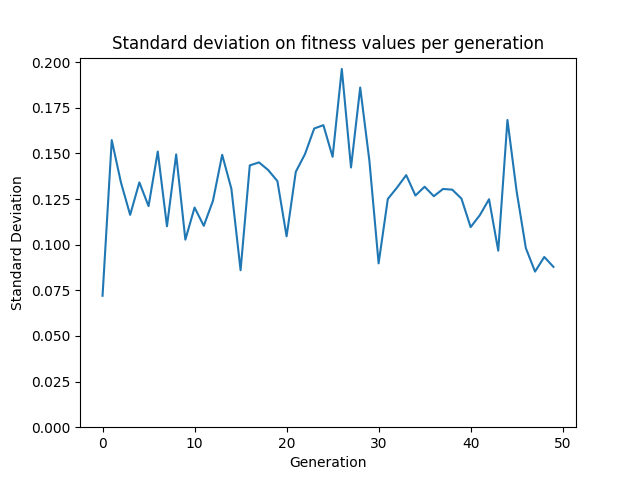 Standard deviation on fitness values per generation
0.200
0.175
0.150
0.125
0.100
0.075
0.050
0.025
0.000
Standard Deviation
0 10 20 30 40 50
Generation